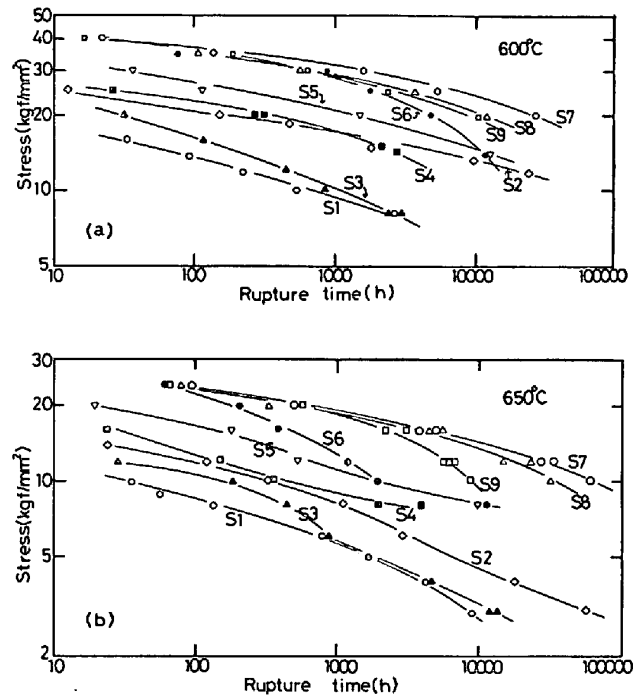 40
30
20
10
5
Stress(kgf/mm²)
600°C
S5
S6
S9
S8
S7
S4
S2
S3
S1
(a)
10
100
1000
10000
100000
Rupture time(h)
30
20
10
5
2
Stress(kgf/mm²)
650°C
S6
S5
S9
S7
S8
S4
S1
S3
S2
(b)
10
100
1000
10000
100000
Rupture time(h)